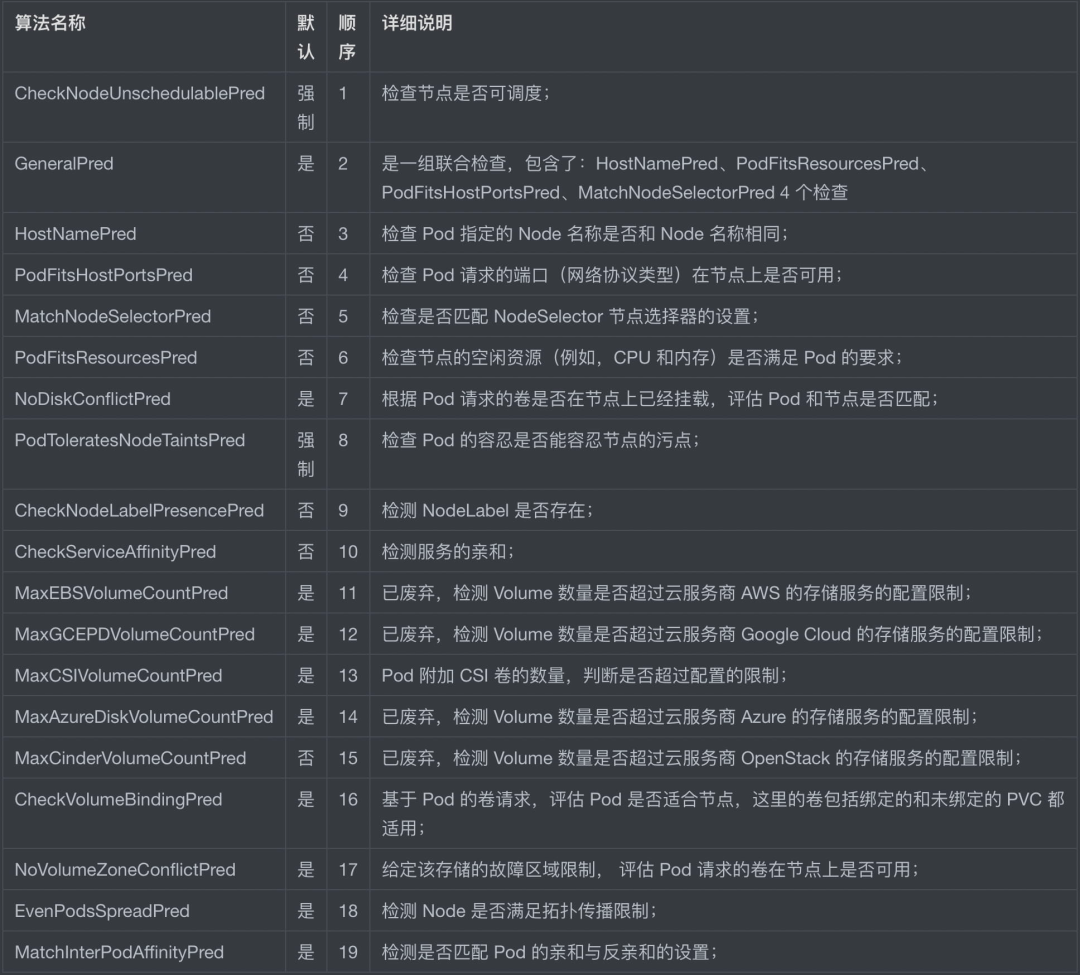 算法名称 默认 顺序 详细说明
CheckNodeUnschedulablePred 强制 1 检查节点是否可调度；
GeneralPred 是 2 是一组联合检查，包含了：HostNamePred、PodFitsResourcesPred、
PodFitsHostPortsPred、MatchNodeSelectorPred 4 个检查
HostNamePred 否 3 检查 Pod 指定的 Node 名称是否和 Node 名称相同；
PodFitsHostPortsPred 否 4 检查 Pod 请求的端口（网络协议类型）在节点上是否可用；
MatchNodeSelectorPred 否 5 检查是否匹配 NodeSelector 节点选择器的设置；
PodFitsResourcesPred 否 6 检查节点的空闲资源（例如，CPU 和内存）是否满足 Pod 的要求；
NoDiskConflictPred 是 7 根据 Pod 请求的卷是否在节点上已经挂载，评估 Pod 和节点是否匹配；
PodToleratesNodeTaintsPred 强制 8 检查 Pod 的容忍是否能容忍节点的污点；
CheckNodeLabelPresencePred 否 9 检测 NodeLabel 是否存在；
CheckServiceAffinityPred 否 10 检测服务的亲和；
MaxEBSVolumeCountPred 是 11 已废弃，检测 Volume 数量是否超过云服务商 AWS 的存储服务的配置限制；
MaxGCEPDVolumeCountPred 是 12 已废弃，检测 Volume 数量是否超过云服务商 Google Cloud 的存储服务的配置限制；
MaxCSIVolumeCountPred 是 13 Pod 附加 CSI 卷的数量，判断是否超过配置的限制；
MaxAzureDiskVolumeCountPred 是 14 已废弃，检测 Volume 数量是否超过云服务商 Azure 的存储服务的配置限制；
MaxCinderVolumeCountPred 否 15 已废弃，检测 Volume 数量是否超过云服务商 OpenStack 的存储服务的配置限制；
CheckVolumeBindingPred 是 16 基于 Pod 的卷请求，评估 Pod 是否适合节点，这里的卷包括绑定的和未绑定的 PVC 都
适用；
NoVolumeZoneConflictPred 是 17 给定该存储的故障区域限制， 评估 Pod 请求的卷在节点上是否可用；
EvenPodsSpreadPred 是 18 检测 Node 是否满足拓扑传播限制；
MatchInterPodAffinityPred 是 19 检测是否匹配 Pod 的亲和与反亲和的设置；